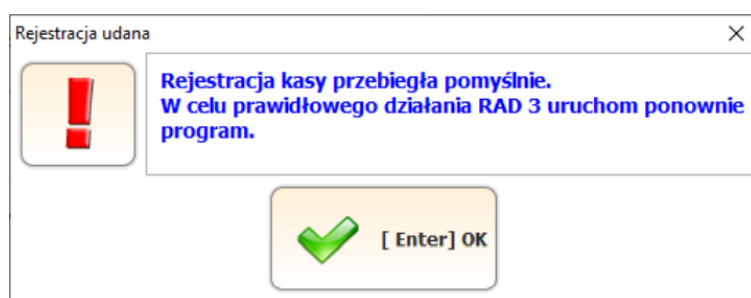 Rejestracja udana
Rejestracja kasy przebiegła pomyślnie.
W celu prawidłowego działania RAD 3 uruchom ponownie
program.
[ Enter] OK